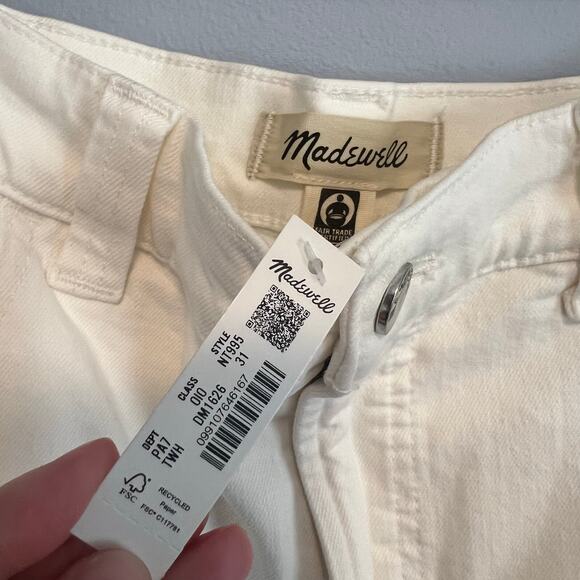 Madewell
FAIR TRADE
CERTIFIED
Madewell
STYLE
NT995
31
CLASS
010
DM1626
099107646167
DEPT
PA7
TWH
FSC
RECYCLED
Paper
FSC® C117781